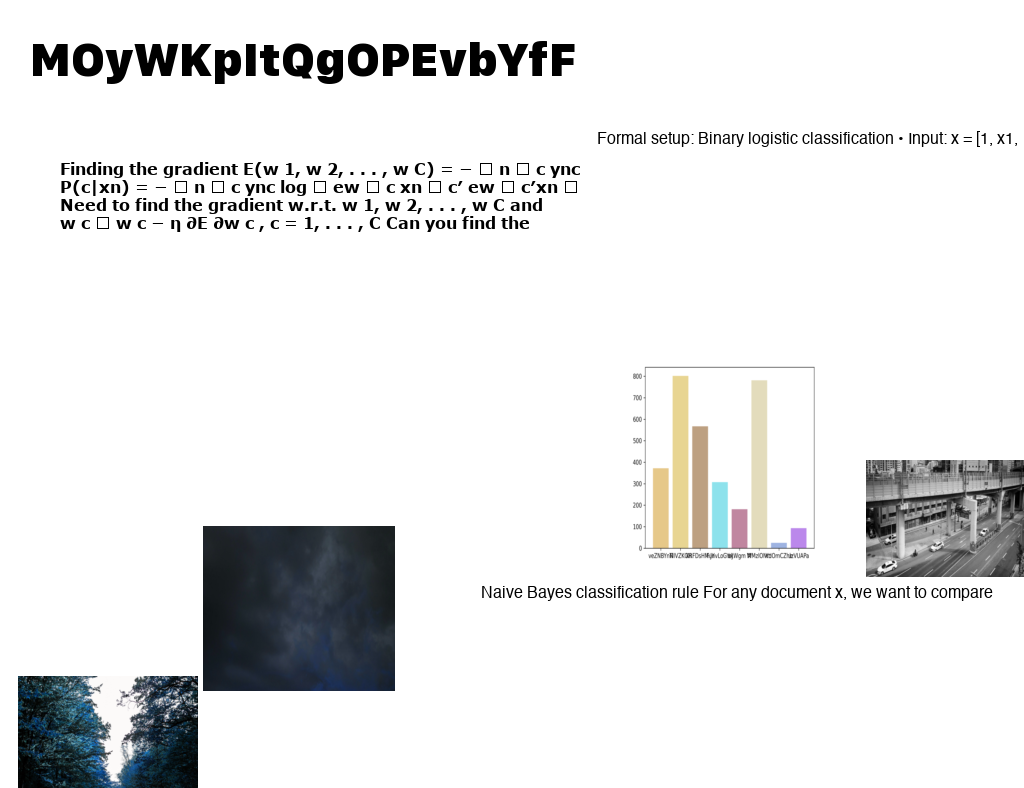 MOyWKpItQgOPEvbYfF
Formal setup: Binary logistic classification • Input: x = [1, x1,
Finding the gradient E(w 1, w 2, . . . , w C) = − □ n □ c ync
P(c|xn) = − □ n □ c ync log □ ew □ c xn □ c′ ew □ c′xn □
Need to find the gradient w.r.t. w 1, w 2, . . . , w C and
w c □ w c − η ∂E ∂w c , c = 1, . . . , C Can you find the
800
700
600
500
400
300
200
100
0
Naive Bayes classification rule For any document x, we want to compare